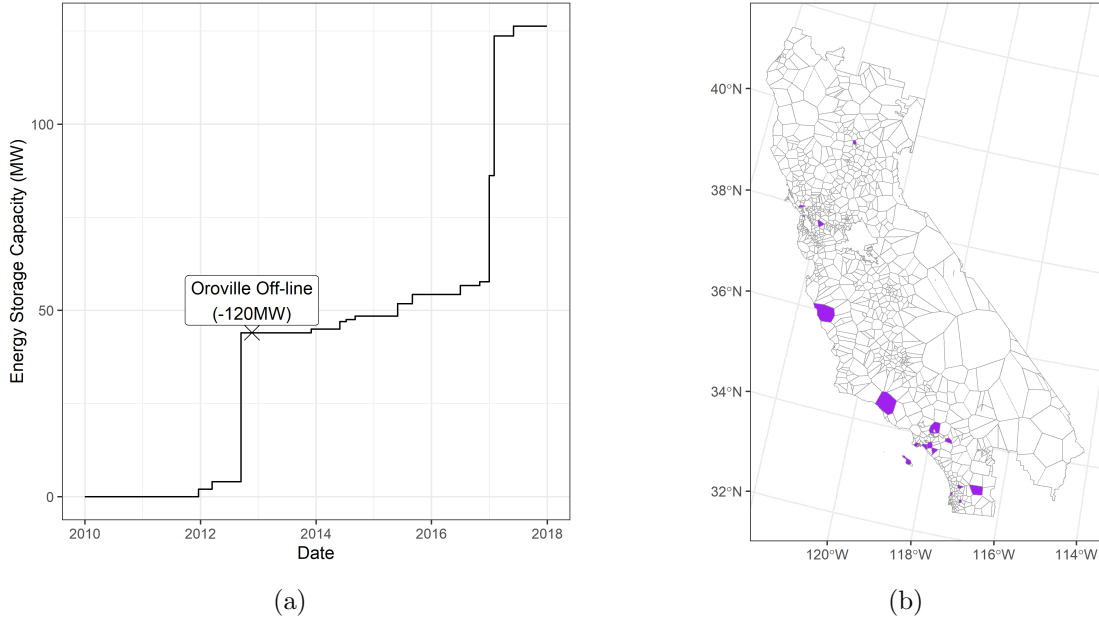 Energy Storage Capacity (MW)
100
50
0
Oroville Off-line
(-120MW)
2010
2012
2014
2016
2018
Date
(a)
40°N
38°N
36°N
34°N
32°N
120°W
118°W
116°W
114°W
(b)